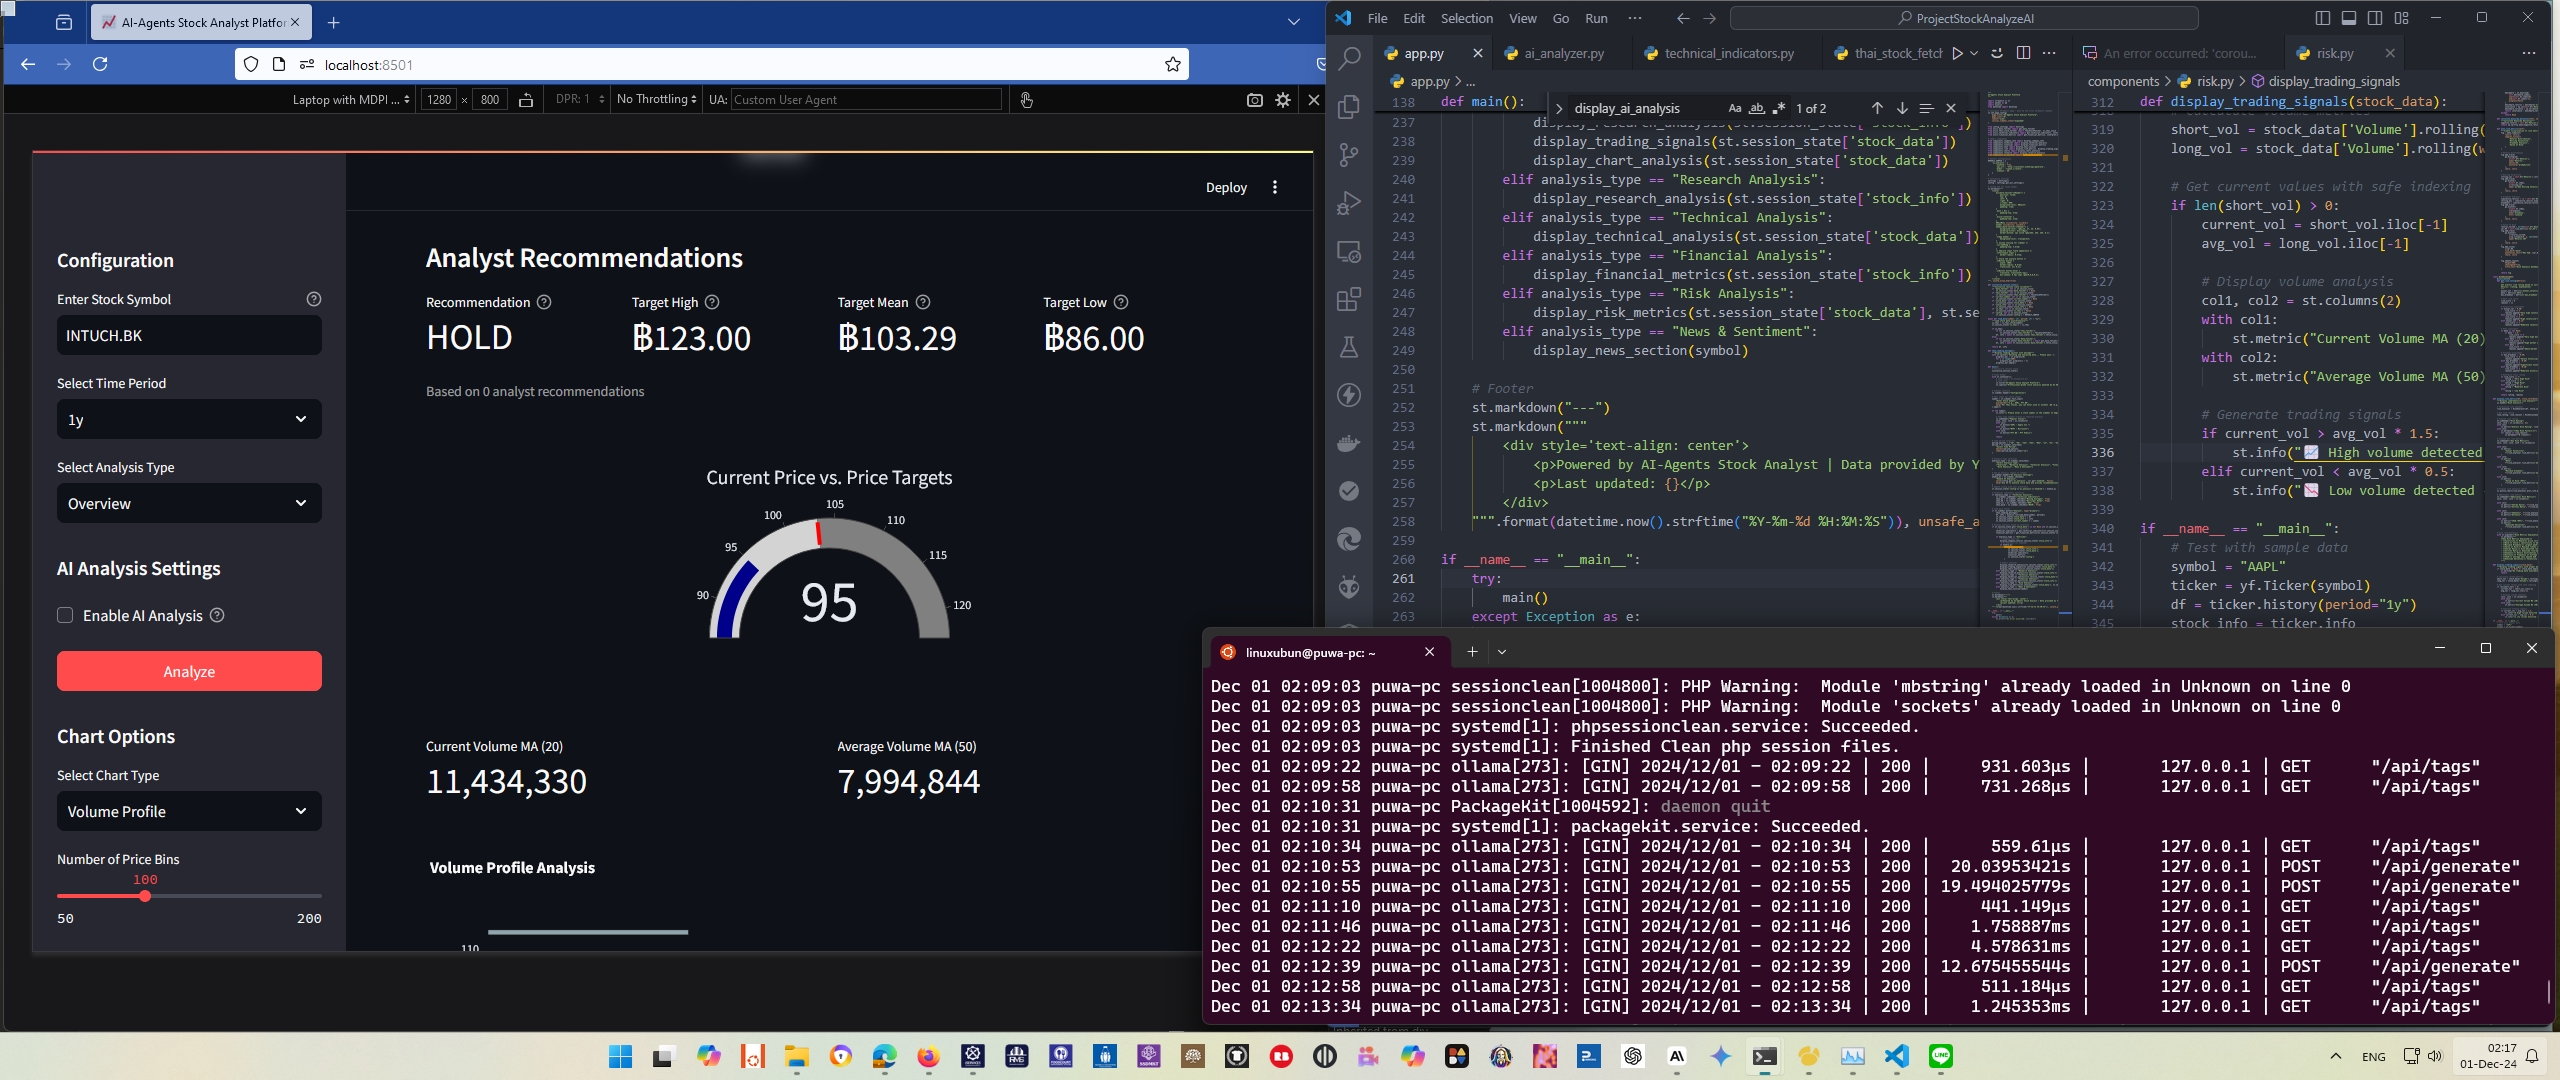 AI-Agents Stock Analyst Platfor
localhost:8501
Laptop with MDPI ...
1280 × 800
DPR: 1
No Throttling
UA: Custom User Agent
Deploy
Configuration
Enter Stock Symbol
INTUCH.BK
Select Time Period
1y
Select Analysis Type
Overview
AI Analysis Settings
Enable AI Analysis
Analyze
Chart Options
Select Chart Type
Volume Profile
Number of Price Bins
100
50 200
Analyst Recommendations
Recommendation Target High Target Mean Target Low
HOLD ฿123.00 ฿103.29 ฿86.00
Based on 0 analyst recommendations
Current Price vs. Price Targets
90
95
100
105
110
115
120
95
Current Volume MA (20) Average Volume MA (50)
11,434,330 7,994,844
Volume Profile Analysis
110
File Edit Selection View Go Run ...
ProjectStockAnalyzeAI
app.py ai_analyzer.py technical_indicators.py thai_stock_fetch
app.py > ...
display_ai_analysis Aa ab 1 of 2
138 def main():
237 display_research_analysis(st.session_state['stock_info'])
238 display_trading_signals(st.session_state['stock_data'])
239 display_chart_analysis(st.session_state['stock_data'])
240 elif analysis_type == "Research Analysis":
241 display_research_analysis(st.session_state['stock_info'])
242 elif analysis_type == "Technical Analysis":
243 display_technical_analysis(st.session_state['stock_data'])
244 elif analysis_type == "Financial Analysis":
245 display_financial_metrics(st.session_state['stock_info'])
246 elif analysis_type == "Risk Analysis":
247 display_risk_metrics(st.session_state['stock_data'], st.se
248 elif analysis_type == "News & Sentiment":
249 display_news_section(symbol)
250
251 # Footer
252 st.markdown("---")
253 st.markdown("""
254 <div style='text-align: center'>
255 <p>Powered by AI-Agents Stock Analyst | Data provided by Y
256 <p>Last updated: {}</p>
257 </div>
258 """.format(datetime.now().strftime("%Y-%m-%d %H:%M:%S")), unsafe_a
259
260 if __name__ == "__main__":
261 try:
262 main()
263 except Exception as e:
An error occurred: 'corou... risk.py
components > risk.py > display_trading_signals
312 def display_trading_signals(stock_data):
319 short_vol = stock_data['Volume'].rolling(
320 long_vol = stock_data['Volume'].rolling(w
321
322 # Get current values with safe indexing
323 if len(short_vol) > 0:
324 current_vol = short_vol.iloc[-1]
325 avg_vol = long_vol.iloc[-1]
326
327 # Display volume analysis
328 col1, col2 = st.columns(2)
329 with col1:
330 st.metric("Current Volume MA (20)
331 with col2:
332 st.metric("Average Volume MA (50)
333
334 # Generate trading signals
335 if current_vol > avg_vol * 1.5:
336 st.info("📈 High volume detected
337 elif current_vol < avg_vol * 0.5:
338 st.info("📉 Low volume detected
339
340 if __name__ == "__main__":
341 # Test with sample data
342 symbol = "AAPL"
343 ticker = yf.Ticker(symbol)
344 df = ticker.history(period="1y")
345 stock_info = ticker.info
linuxubun@puwa-pc: ~
Dec 01 02:09:03 puwa-pc sessionclean[1004800]: PHP Warning:  Module 'mbstring' already loaded in Unknown on line 0
Dec 01 02:09:03 puwa-pc sessionclean[1004800]: PHP Warning:  Module 'sockets' already loaded in Unknown on line 0
Dec 01 02:09:03 puwa-pc systemd[1]: phpsessionclean.service: Succeeded.
Dec 01 02:09:03 puwa-pc systemd[1]: Finished Clean php session files.
Dec 01 02:09:22 puwa-pc ollama[273]: [GIN] 2024/12/01 - 02:09:22 | 200 | 931.603µs | 127.0.0.1 | GET "/api/tags"
Dec 01 02:09:58 puwa-pc ollama[273]: [GIN] 2024/12/01 - 02:09:58 | 200 | 731.268µs | 127.0.0.1 | GET "/api/tags"
Dec 01 02:10:31 puwa-pc PackageKit[1004592]: daemon quit
Dec 01 02:10:31 puwa-pc systemd[1]: packagekit.service: Succeeded.
Dec 01 02:10:34 puwa-pc ollama[273]: [GIN] 2024/12/01 - 02:10:34 | 200 | 559.61µs | 127.0.0.1 | GET "/api/tags"
Dec 01 02:10:53 puwa-pc ollama[273]: [GIN] 2024/12/01 - 02:10:53 | 200 | 20.03953421s | 127.0.0.1 | POST "/api/generate"
Dec 01 02:10:55 puwa-pc ollama[273]: [GIN] 2024/12/01 - 02:10:55 | 200 | 19.494025779s | 127.0.0.1 | POST "/api/generate"
Dec 01 02:11:10 puwa-pc ollama[273]: [GIN] 2024/12/01 - 02:11:10 | 200 | 441.149µs | 127.0.0.1 | GET "/api/tags"
Dec 01 02:11:46 puwa-pc ollama[273]: [GIN] 2024/12/01 - 02:11:46 | 200 | 1.758887ms | 127.0.0.1 | GET "/api/tags"
Dec 01 02:12:22 puwa-pc ollama[273]: [GIN] 2024/12/01 - 02:12:22 | 200 | 4.578631ms | 127.0.0.1 | GET "/api/tags"
Dec 01 02:12:39 puwa-pc ollama[273]: [GIN] 2024/12/01 - 02:12:39 | 200 | 12.675455544s | 127.0.0.1 | POST "/api/generate"
Dec 01 02:12:58 puwa-pc ollama[273]: [GIN] 2024/12/01 - 02:12:58 | 200 | 511.184µs | 127.0.0.1 | GET "/api/tags"
Dec 01 02:13:34 puwa-pc ollama[273]: [GIN] 2024/12/01 - 02:13:34 | 200 | 1.245353ms | 127.0.0.1 | GET "/api/tags"
ENG
02:17
01-Dec-24